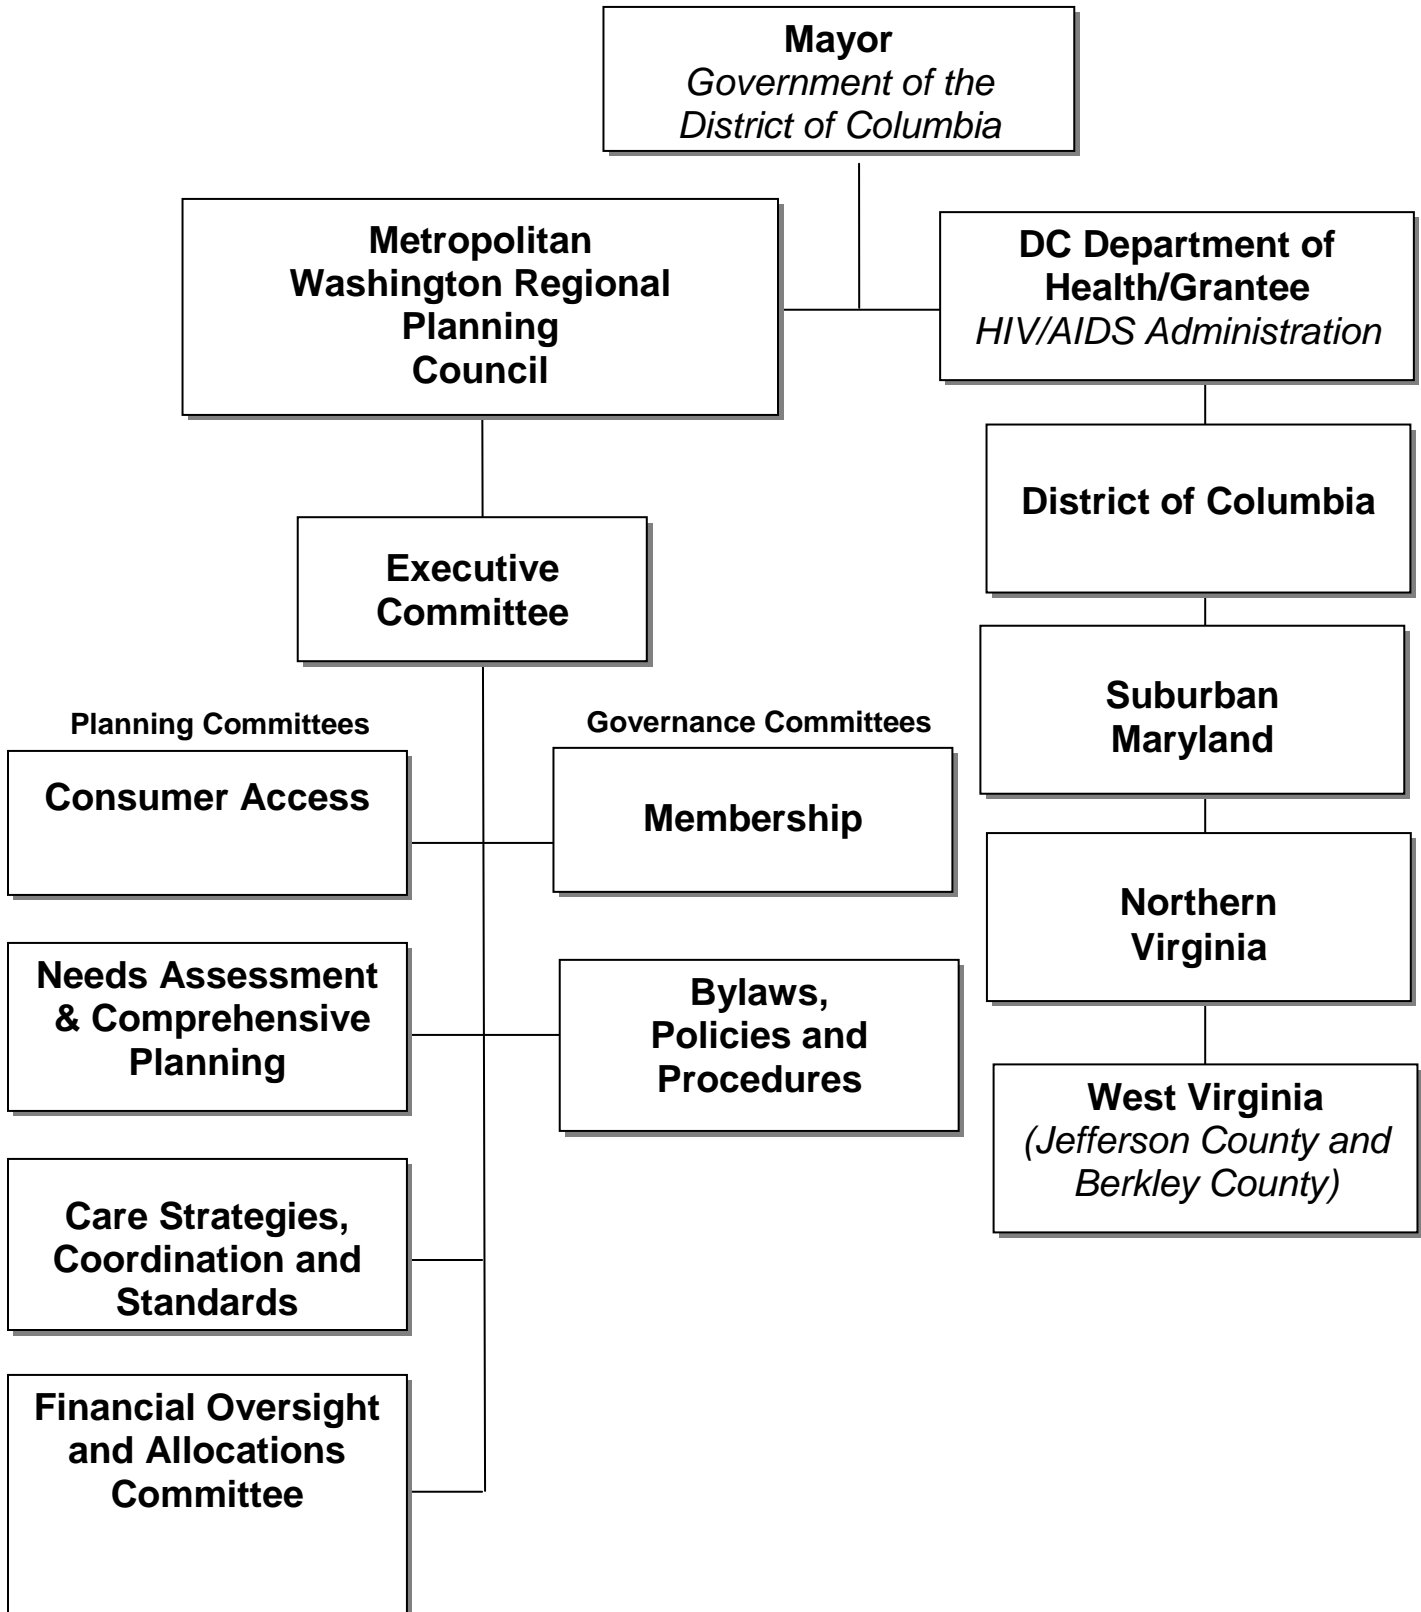 Mayor
Government of the
District of Columbia
Metropolitan
Washington Regional
Planning
Council
DC Department of
Health/Grantee
HIV/AIDS Administration
District of Columbia
Executive
Committee
Suburban
Maryland
Planning Committees
Governance Committees
Consumer Access
Membership
Northern
Virginia
Needs Assessment
& Comprehensive
Planning
Bylaws,
Policies and
Procedures
West Virginia
(Jefferson County and
Berkley County)
Care Strategies,
Coordination and
Standards
Financial Oversight
and Allocations
Committee